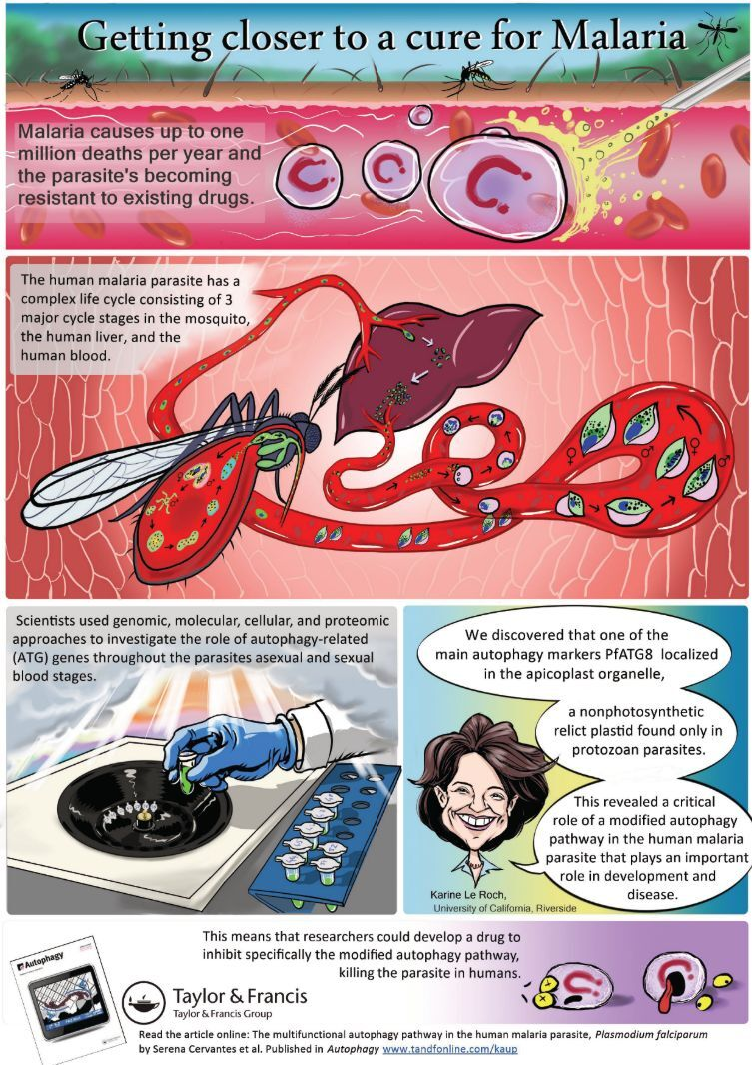 Getting closer to a cure for Malaria
Malaria causes up to one
million deaths per year and
the parasite's becoming
resistant to existing drugs.
The human malaria parasite has a
complex life cycle consisting of 3
major cycle stages in the mosquito,
the human liver, and the
human blood.
♀
♂
♀
♂
Scientists used genomic, molecular, cellular, and proteomic
approaches to investigate the role of autophagy-related
(ATG) genes throughout the parasites asexual and sexual
blood stages.
We discovered that one of the
main autophagy markers PfATG8 localized
in the apicoplast organelle,
a nonphotosynthetic
relict plastid found only in
protozoan parasites.
This revealed a critical
role of a modified autophagy
pathway in the human malaria
parasite that plays an important
role in development and
disease.
Karine Le Roch,
University of California, Riverside
This means that researchers could develop a drug to
inhibit specifically the modified autophagy pathway,
killing the parasite in humans.
Autophagy
Taylor & Francis
Taylor & Francis Group
Read the article online: The multifunctional autophagy pathway in the human malaria parasite, Plasmodium falciparum
by Serena Cervantes et al. Published in Autophagy www.tandfonline.com/kaup